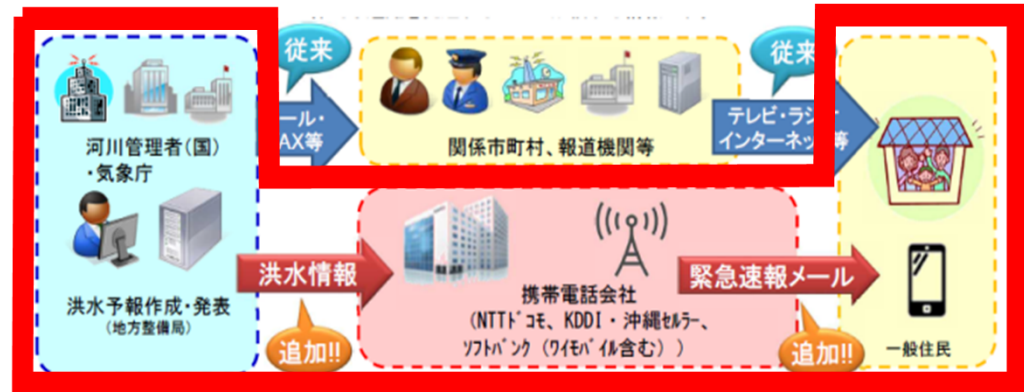 従来
ール・
AX等
関係市町村、報道機関等
従来
テレビ・ラジ
インターネッ
等
河川管理者(国)
・気象庁
洪水予報作成・発表
(地方整備局)
洪水情報
追加!!
携帯電話会社
(NTTドコモ、KDDI・沖縄セルラー、
ソフトバンク(ワイモバイル含む))
緊急速報メール
追加!!
一般住民